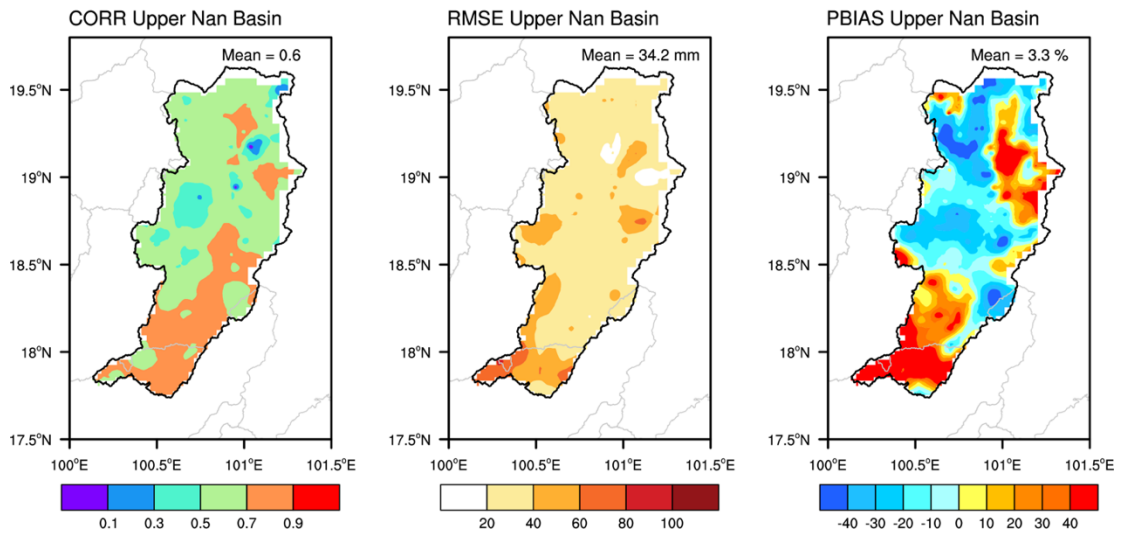 CORR Upper Nan Basin
Mean = 0.6
19.5°N
19°N
18.5°N
18°N
17.5°N
100°E 100.5°E 101°E 101.5°E
0.1 0.3 0.5 0.7 0.9
RMSE Upper Nan Basin
Mean = 34.2 mm
19.5°N
19°N
18.5°N
18°N
17.5°N
100°E 100.5°E 101°E 101.5°E
20 40 60 80 100
PBIAS Upper Nan Basin
Mean = 3.3 %
19.5°N
19°N
18.5°N
18°N
17.5°N
100°E 100.5°E 101°E 101.5°E
-40 -30 -20 -10 0 10 20 30 40